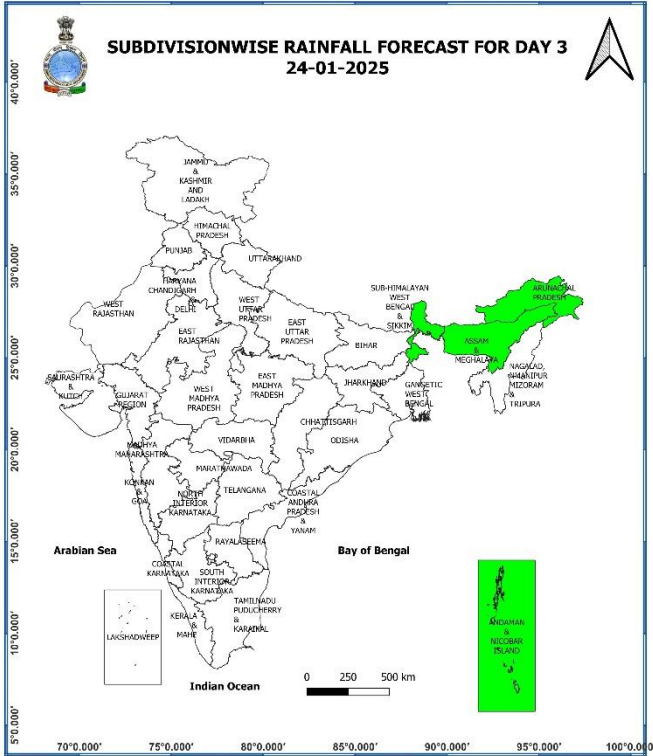 SUBDIVISIONWISE RAINFALL FORECAST FOR DAY 3
24-01-2025
40°0.000'
35°0.000'
30°0.000'
25°0.000'
20°0.000'
15°0.000'
10°0.000'
5°0.000'
JAMMU
&
KASHMIR
AND
LADAKH
HIMACHAL
PRADESH
PUNJAB
UTTARAKHAND
HARYANA
CHANDIGARH
&
DELHI
WEST
RAJASTHAN
WEST
UTTAR
PRADESH
EAST
RAJASTHAN
EAST
UTTAR
PRADESH
SUB-HIMALAYAN
WEST
BENGAL
&
SIKKIM
ARUNACHAL
PRADESH
BIHAR
ASSAM
&
MEGHALAYA
NAGALAD,
MANIPUR
MIZORAM
&
TRIPURA
SAURASHTRA
&
KUTCH
GUJARAT
REGION
WEST
MADHYA
PRADESH
EAST
MADHYA
PRADESH
JHARKHAND
GANGETIC
WEST
BENGAL
CHHATTISGARH
ODISHA
VIDARBHA
MADHYA
MAHARASHTRA
MARATHAWADA
KONKAN
&
GOA
NORTH
INTERIOR
KARNATAKA
TELANGANA
COASTAL
ANDHRA
PRADESH
&
YANAM
RAYALASEEMA
Arabian Sea
Bay of Bengal
COASTAL
KARNATAKA
SOUTH
INTERIOR
KARNATAKA
TAMILNADU
PUDUCHERRY
&
KARAIKAL
KERALA
&
MAHE
LAKSHADWEEP
ANDAMAN
&
NICOBAR
ISLAND
Indian Ocean
0 250 500 km
70°0.000' 75°0.000' 80°0.000' 85°0.000' 90°0.000' 95°0.000' 100°0.000'